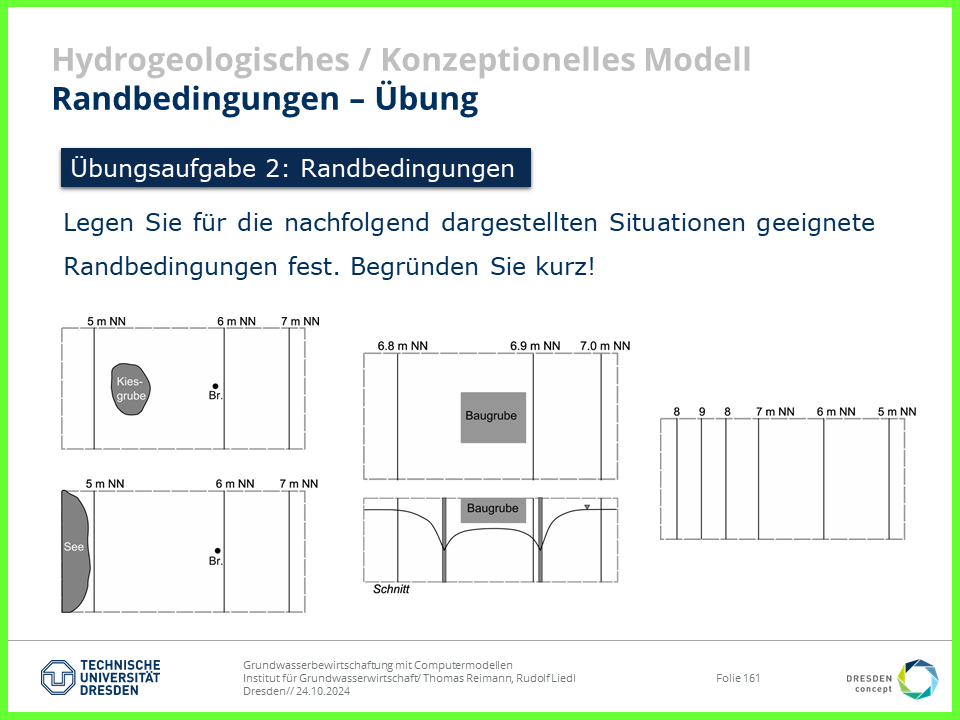 Hydrogeologisches / Konzeptionelles Modell
Randbedingungen – Übung
Übungsaufgabe 2: Randbedingungen
Legen Sie für die nachfolgend dargestellten Situationen geeignete
Randbedingungen fest. Begründen Sie kurz!
5 m NN 6 m NN 7 m NN
Kies-
grube
Br.
5 m NN 6 m NN 7 m NN
See
Br.
6.8 m NN 6.9 m NN 7.0 m NN
Baugrube
Baugrube
Schnitt
8 9 8 7 m NN 6 m NN 5 m NN
TECHNISCHE
UNIVERSITÄT
DRESDEN
Grundwasserbewirtschaftung mit Computermodellen
Institut für Grundwasserwirtschaft/ Thomas Reimann, Rudolf Liedl
Dresden// 24.10.2024
Folie 161
DRESDEN
concept